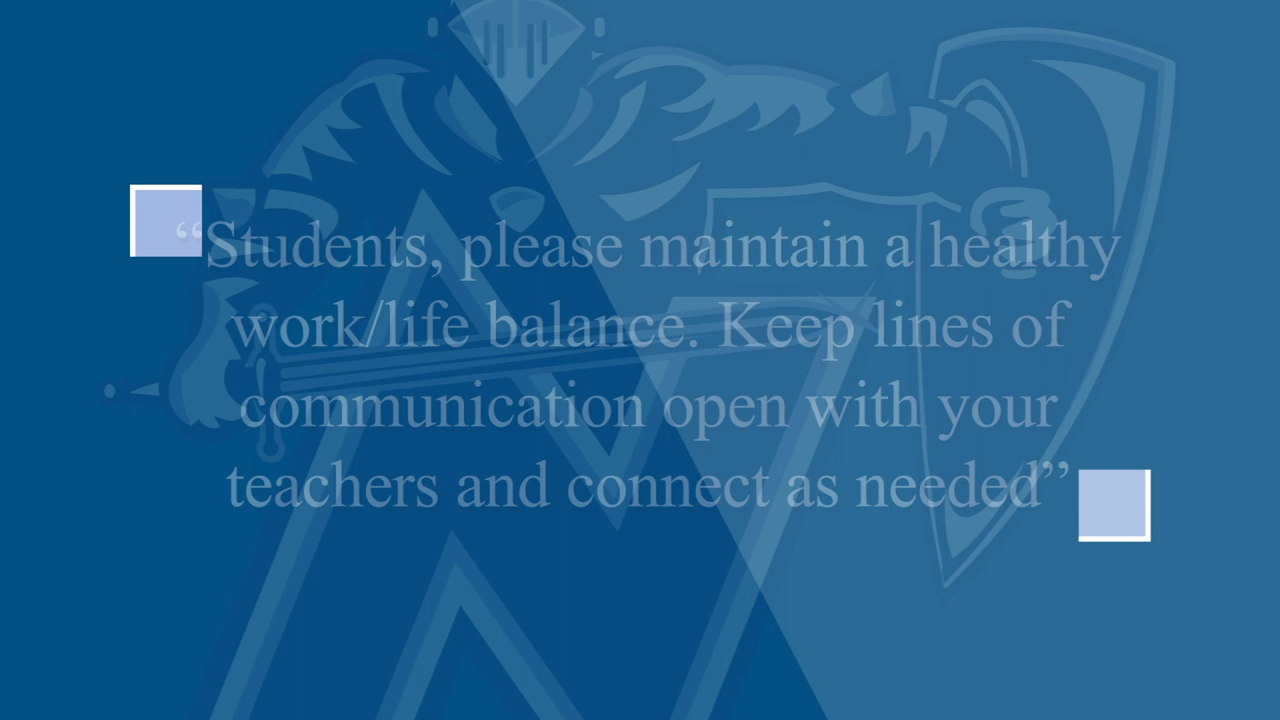 “Students, please maintain a healthy
work/life balance. Keep lines of
communication open with your
teachers and connect as needed”